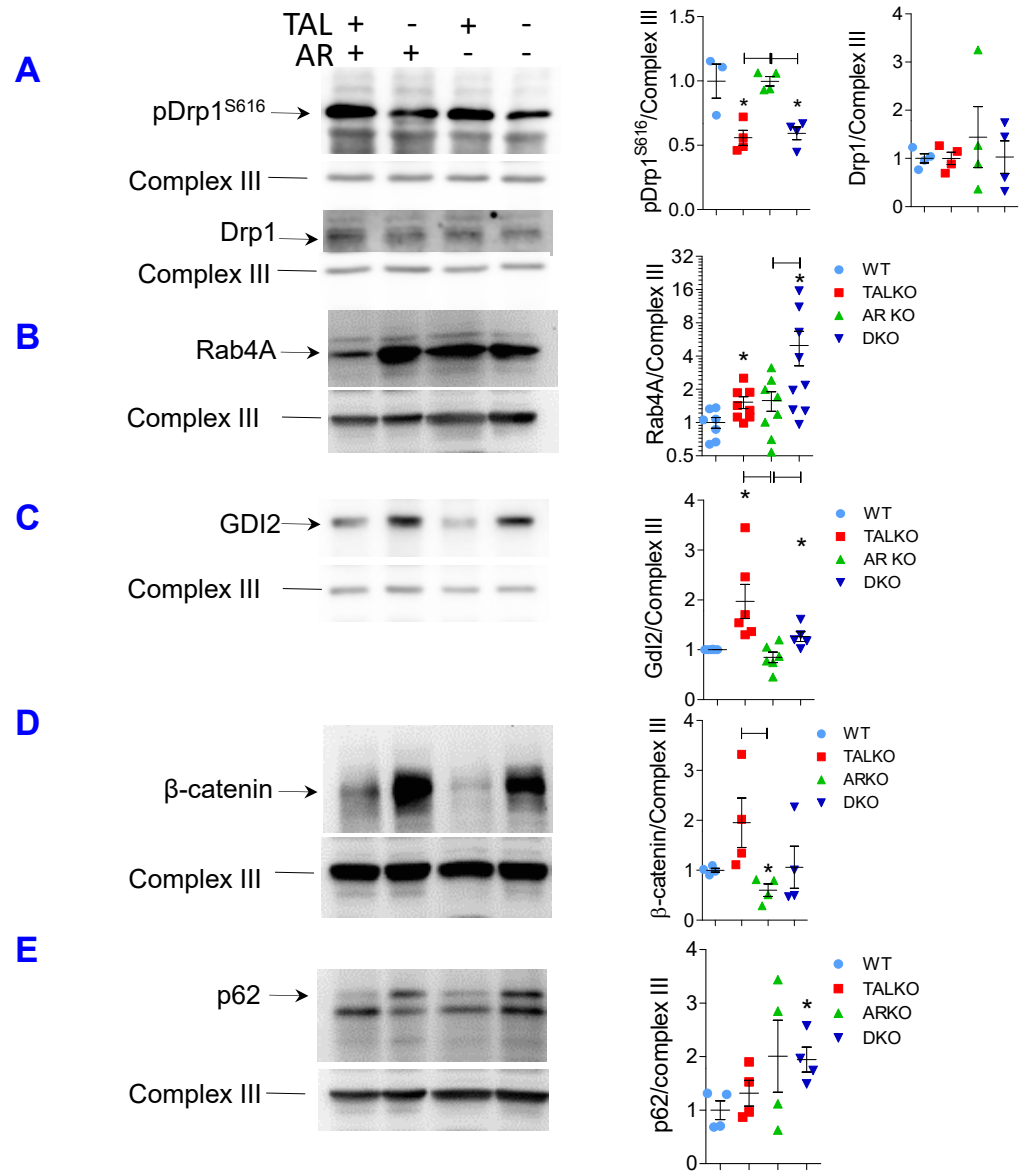 TAL + - + -
AR + + - -
A
pDrp1S616
Complex III
Drp1
Complex III
pDrp1S616/Complex III
1.5
1.0
0.5
0.0
*
*
Drp1/Complex III
4
3
2
1
0
B
Rab4A
Complex III
Rab4A/Complex III
32
16
8
4
2
1
0.5
*
*
WT
TALKO
AR KO
DKO
C
GDI2
Complex III
GdI2/Complex III
4
3
2
1
0
*
*
WT
TALKO
AR KO
DKO
D
β-catenin
Complex III
β-catenin/Complex III
4
3
2
1
0
*
WT
TALKO
ARKO
DKO
E
p62
Complex III
p62/complex III
4
3
2
1
0
*
WT
TALKO
ARKO
DKO